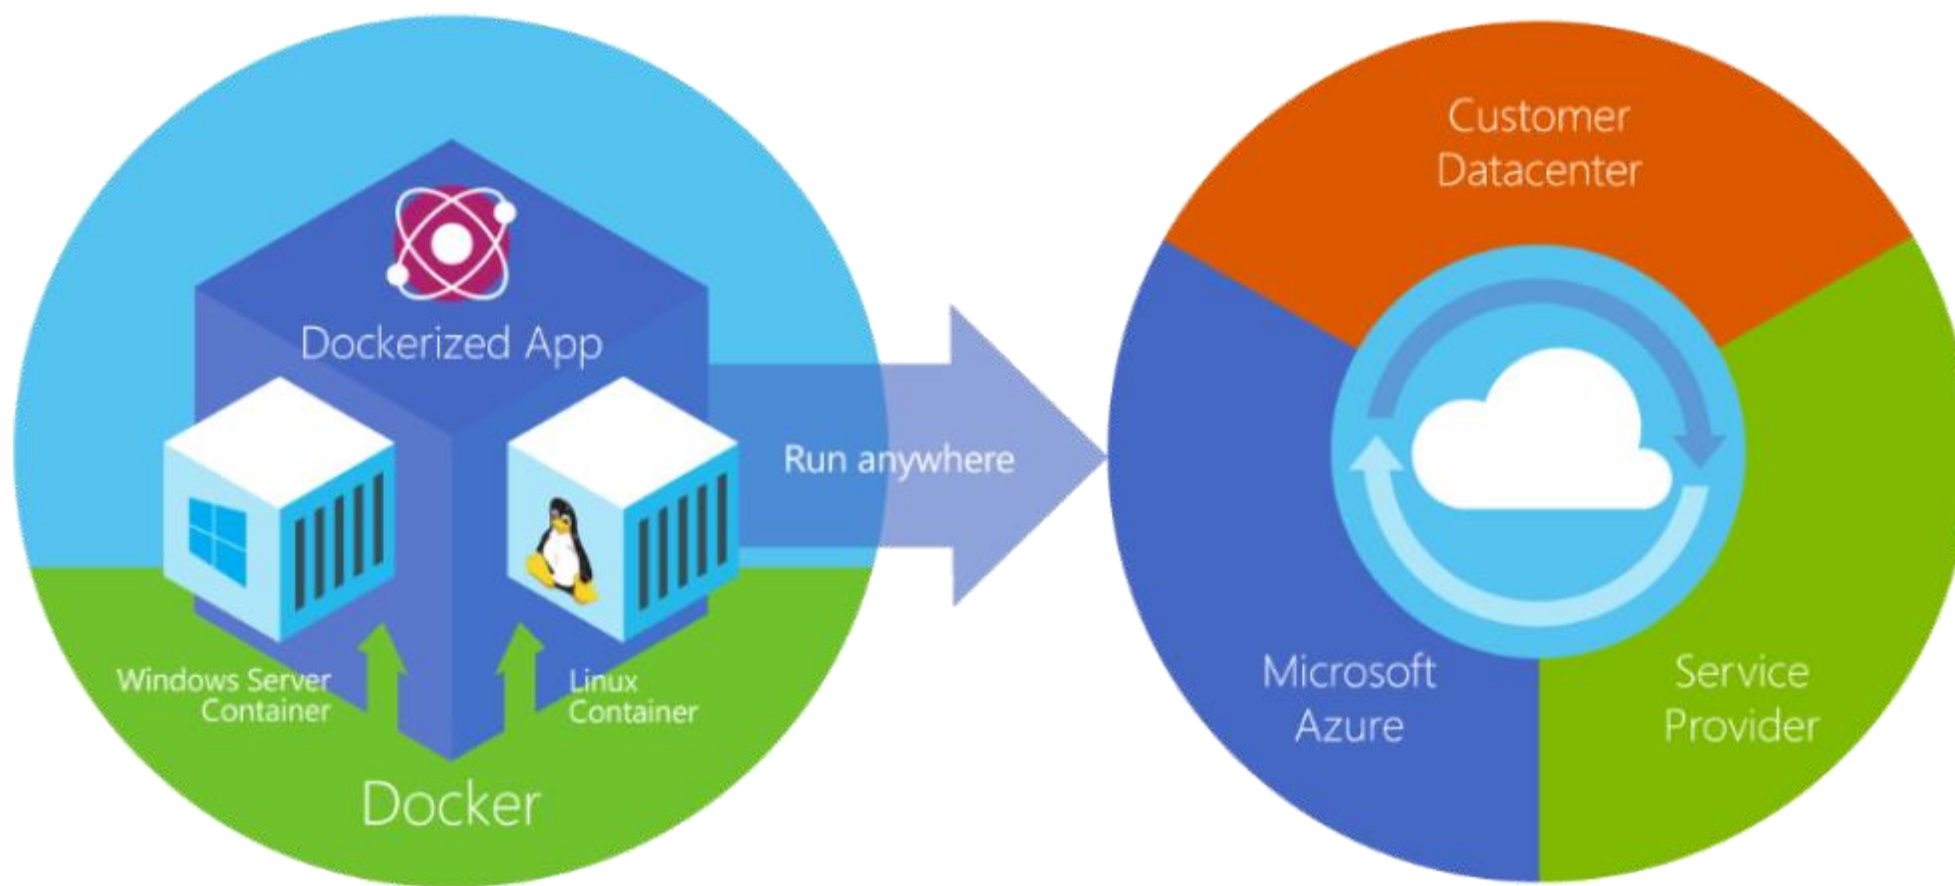 Dockerized App
Windows Server
Container
Linux
Container
Docker
Run anywhere
Customer
Datacenter
Microsoft
Azure
Service
Provider